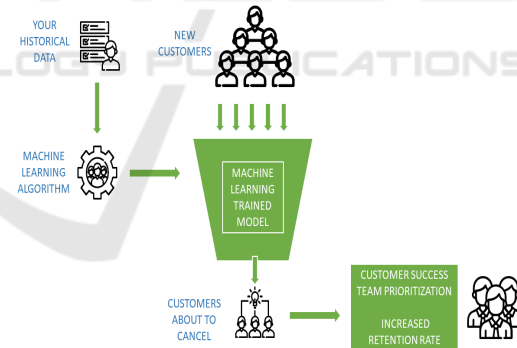 YOUR
HISTORICAL
DATA
NEW
CUSTOMERS
MACHINE
LEARNING
ALGORITHM
MACHINE
LEARNING
TRAINED
MODEL
CUSTOMERS
ABOUT TO
CANCEL
CUSTOMER SUCCESS
TEAM PRIORITIZATION
INCREASED
RETENTION RATE
PUBLICATIONS